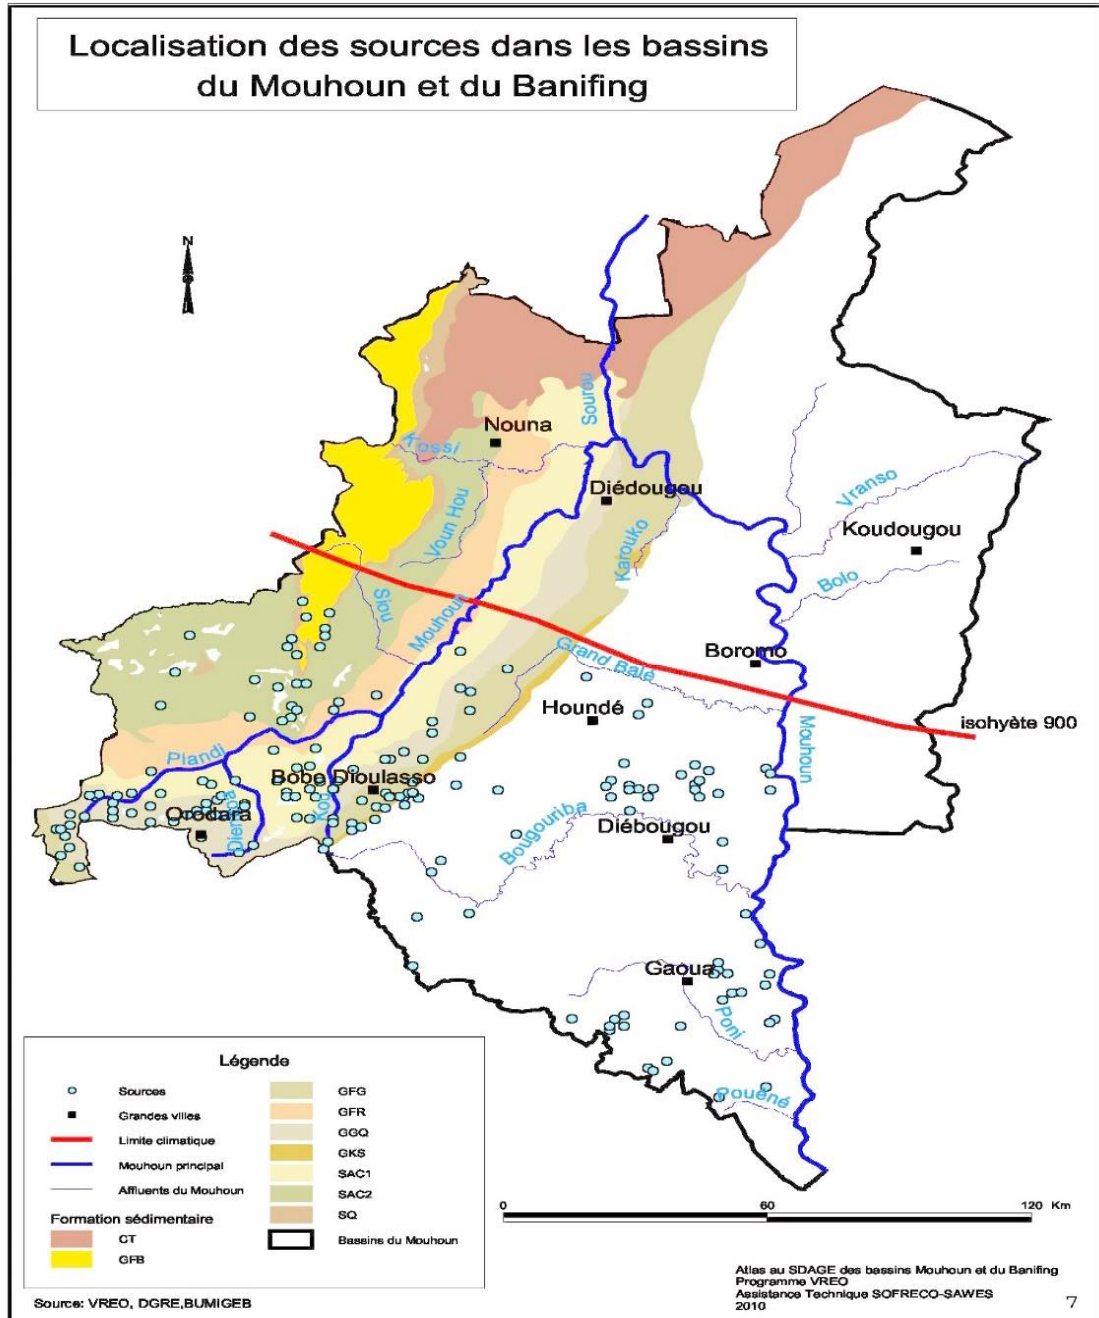 Localisation des sources dans les bassins
du Mouhoun et du Banifing
N
Nouna
Kossi
Sourou
Diédougou
Voun Hou
Karouko
Vranso
Koudougou
Bolo
Siou
Mouhoun
Boromo
Grand Balé
Houndé
isohyète 900
Mouhoun
Plandi
Bobo Dioulasso
Orodara
Kou
Bougouriba
Diébougou
Gaoua
Poni
Pouéné
Légende
Sources
Grandes villes
Limite climatique
Mouhoun principal
Affluents du Mouhoun
Formation sédimentaire
CT
GFB
GFG
GFR
GGQ
GKS
SAC1
SAC2
SQ
Bassins du Mouhoun
0 60 120 Km
Source: VREO, DGRE,BUMIGEB
Atlas au SDAGE des bassins Mouhoun et du Banifing
Programme VREO
Assistance Technique SOFRECO-SAWES
2010
7